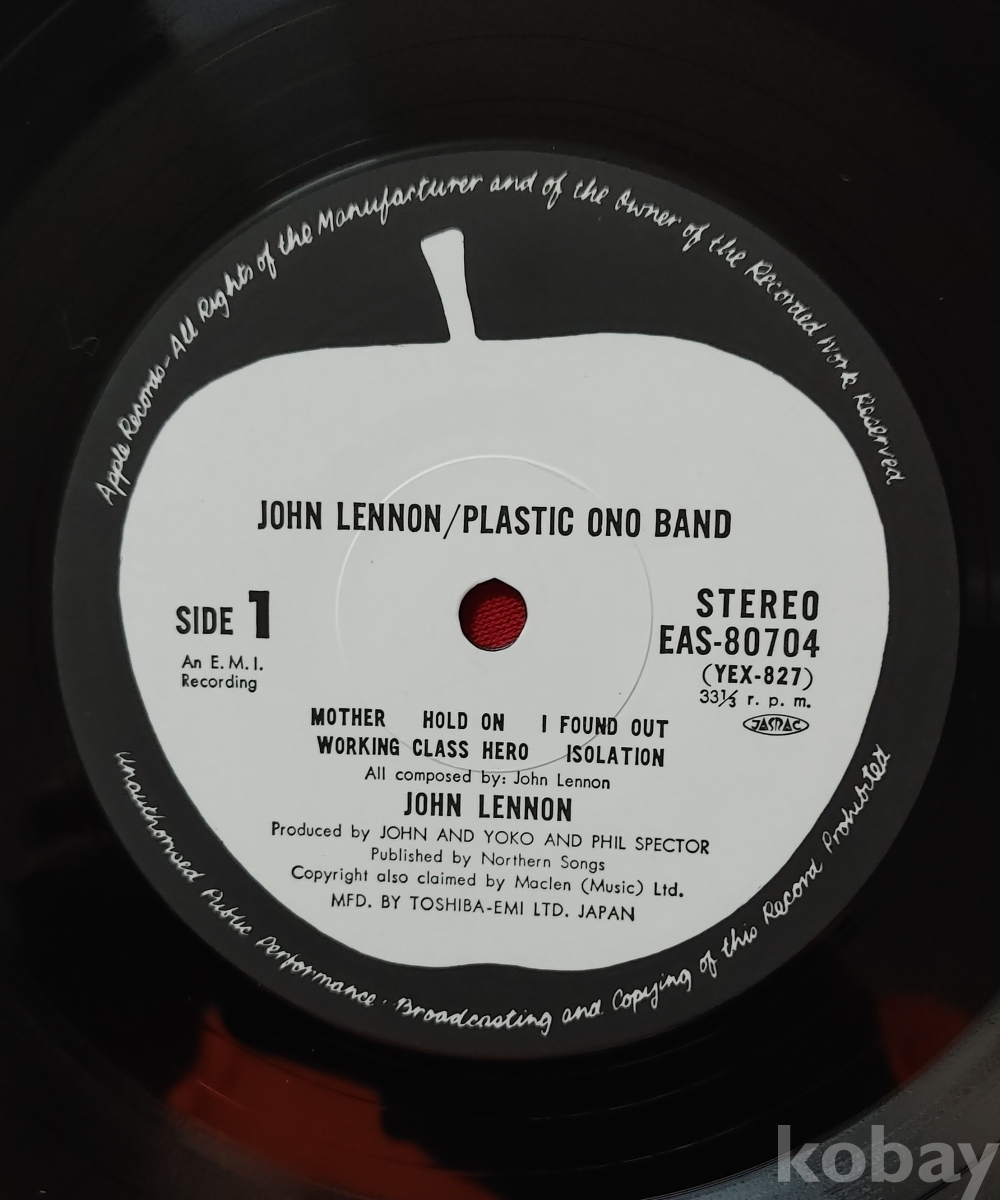 Apple Records-All Rights of the Manufacturer and of the Owner of the Recorded Work Reserved
JOHN LENNON/PLASTIC ONO BAND
SIDE 1
An E.M.I.
Recording
STEREO
EAS-80704
(YEX-827)
33⅓ r. p. m.
JASRAC
MOTHER HOLD ON I FOUND OUT
WORKING CLASS HERO ISOLATION
All composed by: John Lennon
JOHN LENNON
Produced by JOHN AND YOKO AND PHIL SPECTOR
Published by Northern Songs
Copyright also claimed by Maclen (Music) Ltd.
MFD. BY TOSHIBA-EMI LTD. JAPAN
Unauthorised Public Performance. Broadcasting and Copying of this Record Prohibited
kobay